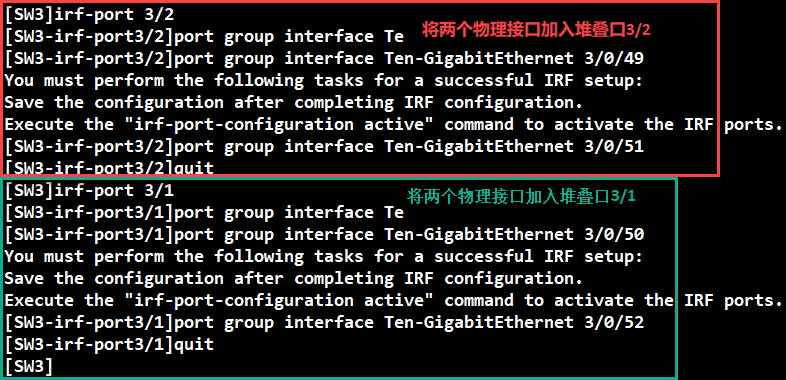 [SW3]irf-port 3/2
[SW3-irf-port3/2]port group interface Te 将两个物理接口加入堆叠口3/2
[SW3-irf-port3/2]port group interface Ten-GigabitEthernet 3/0/49
You must perform the following tasks for a successful IRF setup:
Save the configuration after completing IRF configuration.
Execute the "irf-port-configuration active" command to activate the IRF ports.
[SW3-irf-port3/2]port group interface Ten-GigabitEthernet 3/0/51
[SW3-irf-port3/2]quit
[SW3]irf-port 3/1 将两个物理接口加入堆叠口3/1
[SW3-irf-port3/1]port group interface Te
[SW3-irf-port3/1]port group interface Ten-GigabitEthernet 3/0/50
You must perform the following tasks for a successful IRF setup:
Save the configuration after completing IRF configuration.
Execute the "irf-port-configuration active" command to activate the IRF ports.
[SW3-irf-port3/1]port group interface Ten-GigabitEthernet 3/0/52
[SW3-irf-port3/1]quit
[SW3]